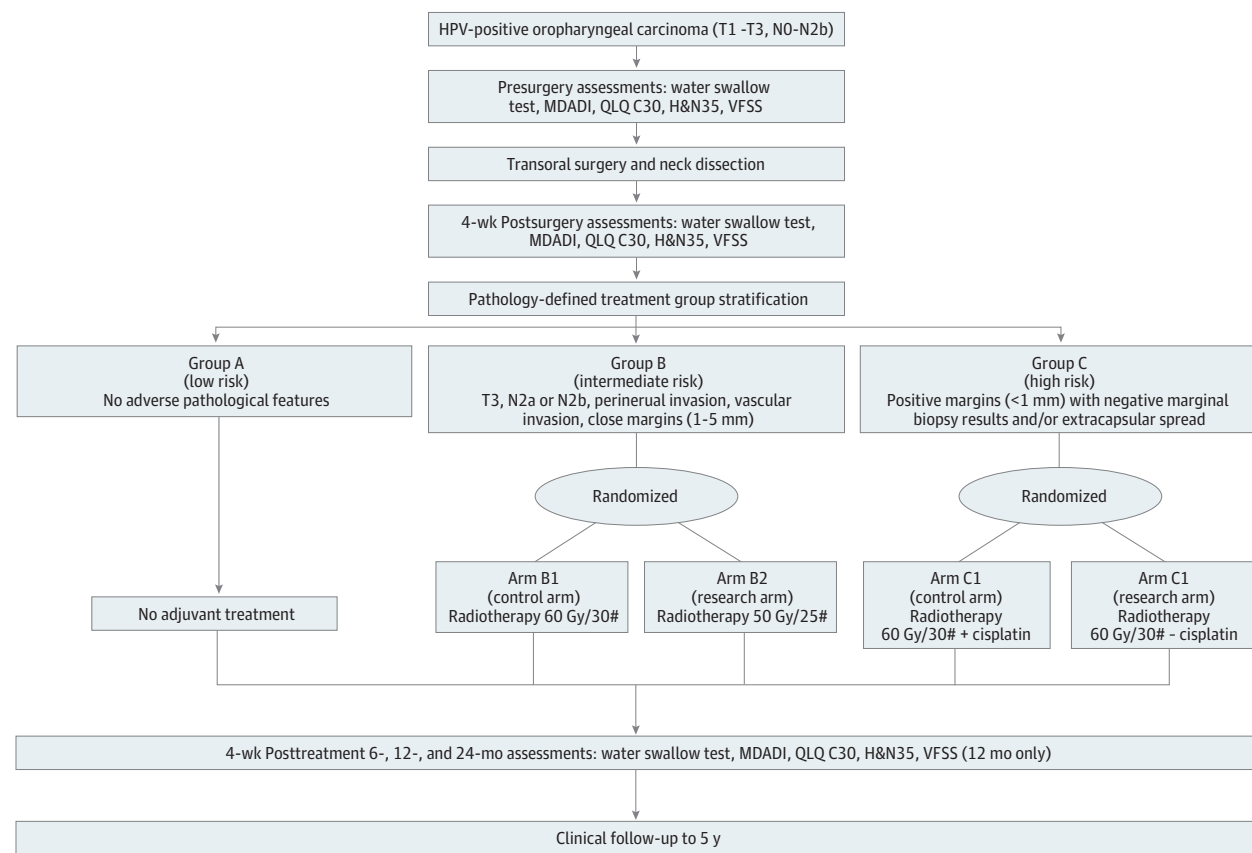 HPV-positive oropharyngeal carcinoma (T1 -T3, N0-N2b)
Presurgery assessments: water swallow
test, MDADI, QLQ C30, H&N35, VFSS
Transoral surgery and neck dissection
4-wk Postsurgery assessments: water swallow test,
MDADI, QLQ C30, H&N35, VFSS
Pathology-defined treatment group stratification
Group A
(low risk)
No adverse pathological features
Group B
(intermediate risk)
T3, N2a or N2b, perinerual invasion, vascular
invasion, close margins (1-5 mm)
Group C
(high risk)
Positive margins (<1 mm) with negative marginal
biopsy results and/or extracapsular spread
Randomized
Randomized
No adjuvant treatment
Arm B1
(control arm)
Radiotherapy 60 Gy/30#
Arm B2
(research arm)
Radiotherapy 50 Gy/25#
Arm C1
(control arm)
Radiotherapy
60 Gy/30# + cisplatin
Arm C1
(research arm)
Radiotherapy
60 Gy/30# – cisplatin
4-wk Posttreatment 6-, 12-, and 24-mo assessments: water swallow test, MDADI, QLQ C30, H&N35, VFSS (12 mo only)
Clinical follow-up to 5 y